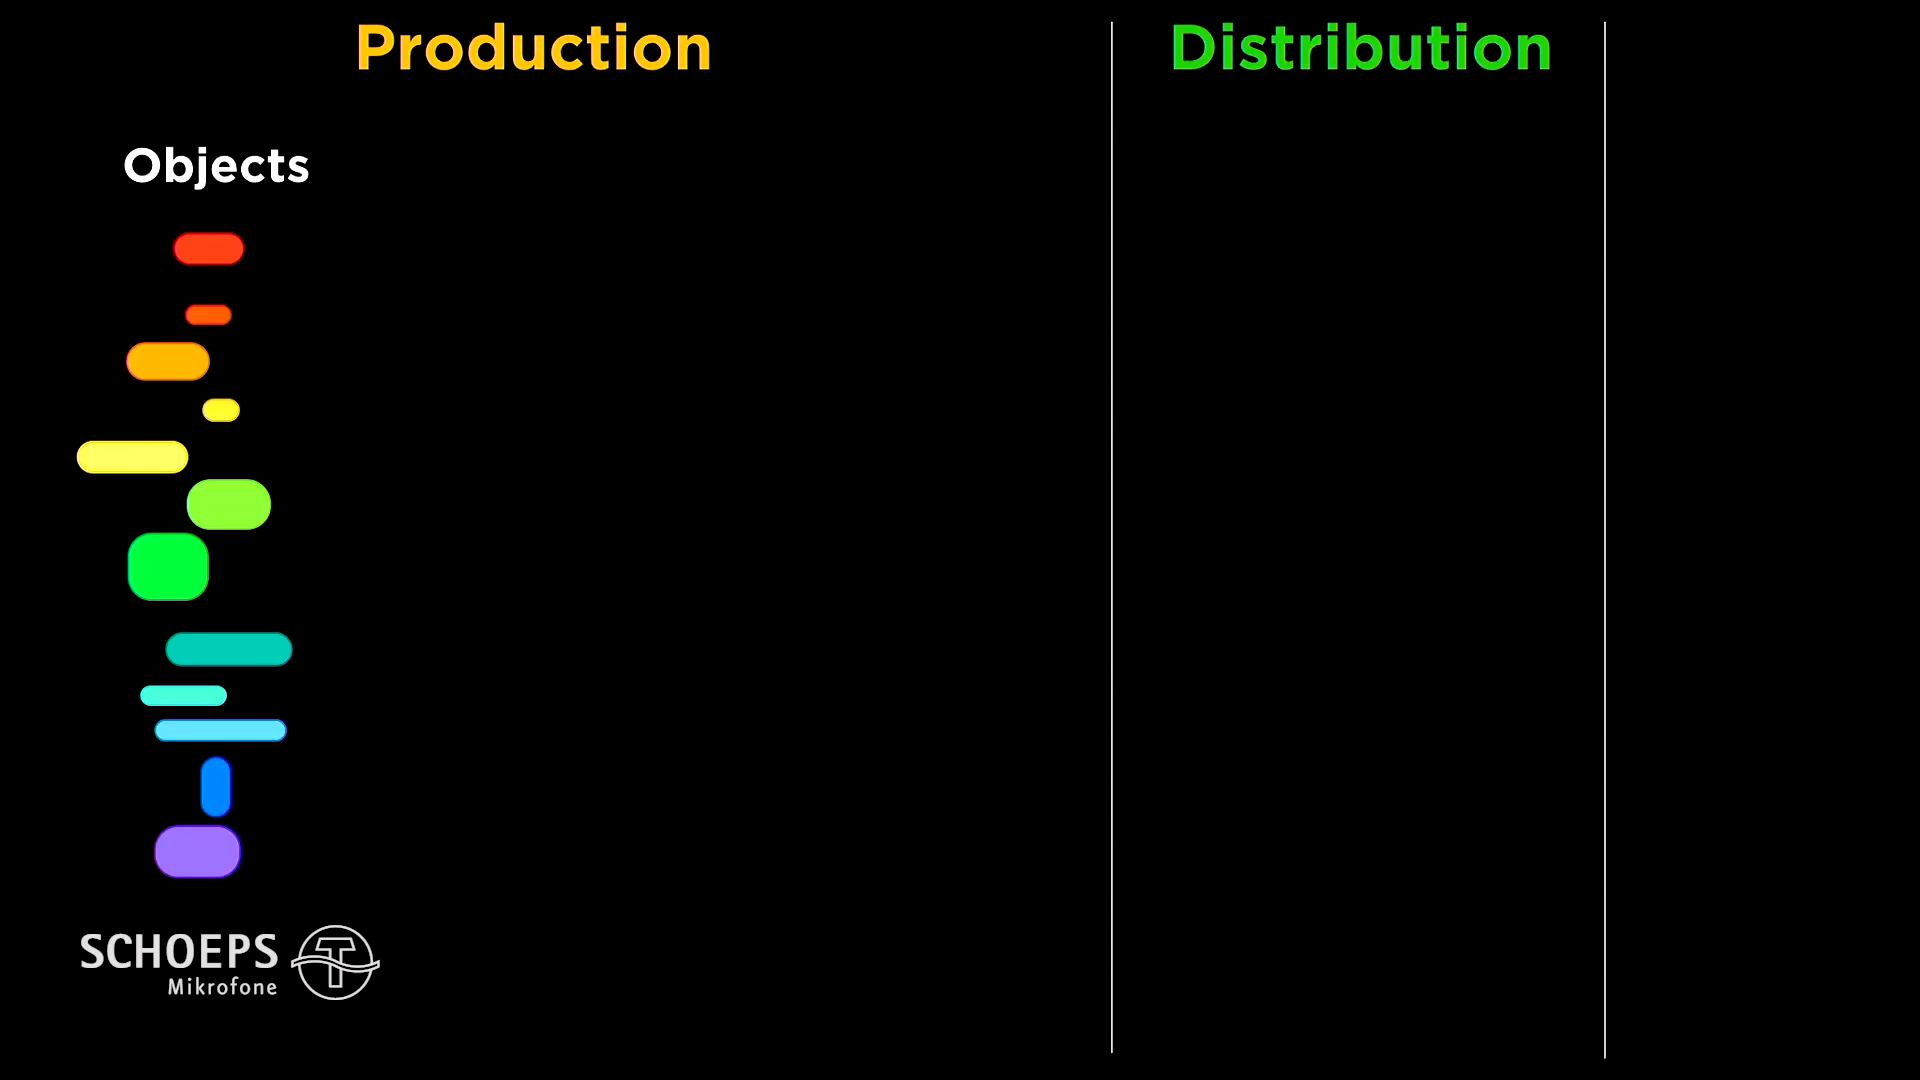 Production
Distribution
Objects
SCHOEPS
Mikrofone